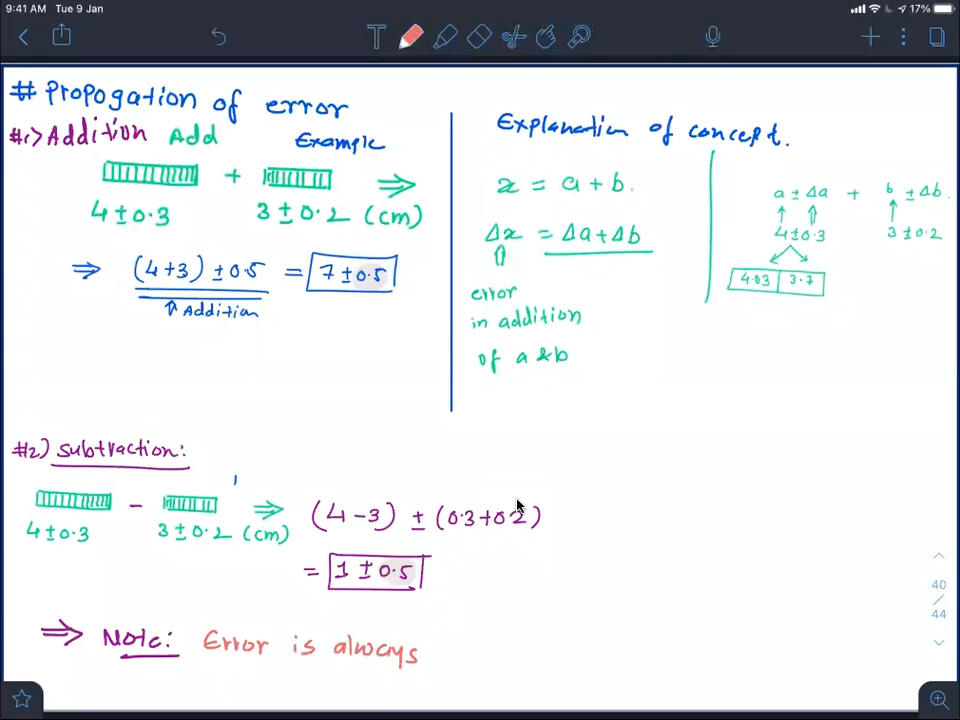 9:41 AM Tue 9 Jan
17%
# Propogation of error
#1) Addition Add
Example
+ ⇒
4 ± 0.3 3 ± 0.2 (cm)
⇒ (4+3) ± 0.5 = 7 ± 0.5
↑ Addition
Explanation of concept.
x = a + b.
Δx = Δa + Δb
⇑
error
in addition
of a & b
a ± Δa + b ± Δb.
↑ ⇑ ↑
4 ± 0.3 3 ± 0.2
4.03 3.7
#2) Subtraction:
- ⇒ (4 - 3) ± (0.3 + 0.2)
4 ± 0.3 3 ± 0.2 (cm)
= 1 ± 0.5
⇒ Note: Error is always
40
/
44